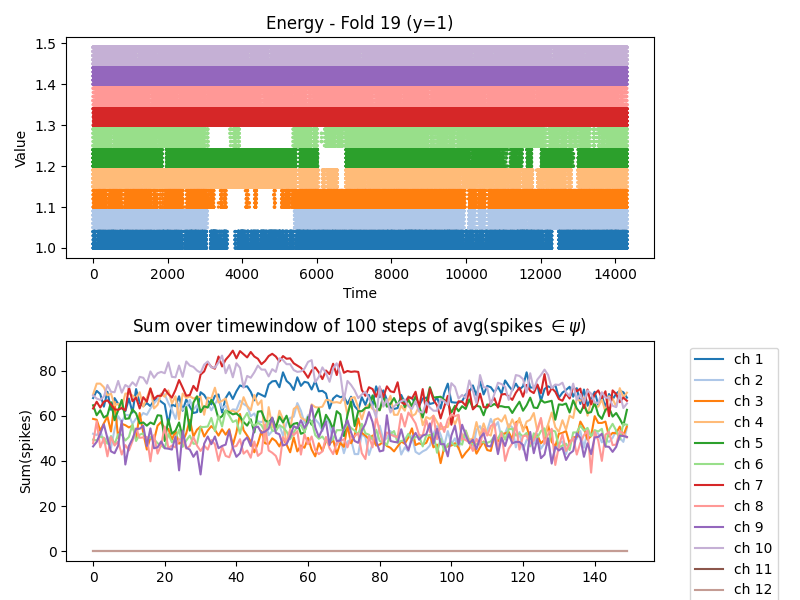 Energy - Fold 19 (y=1)
1.5
1.4
1.3
1.2
1.1
1.0
Value
0 2000 4000 6000 8000 10000 12000 14000
Time
Sum over timewindow of 100 steps of avg(spikes ∈ψ)
80
60
40
20
0
Sum(spikes)
0 20 40 60 80 100 120 140
ch 1
ch 2
ch 3
ch 4
ch 5
ch 6
ch 7
ch 8
ch 9
ch 10
ch 11
ch 12